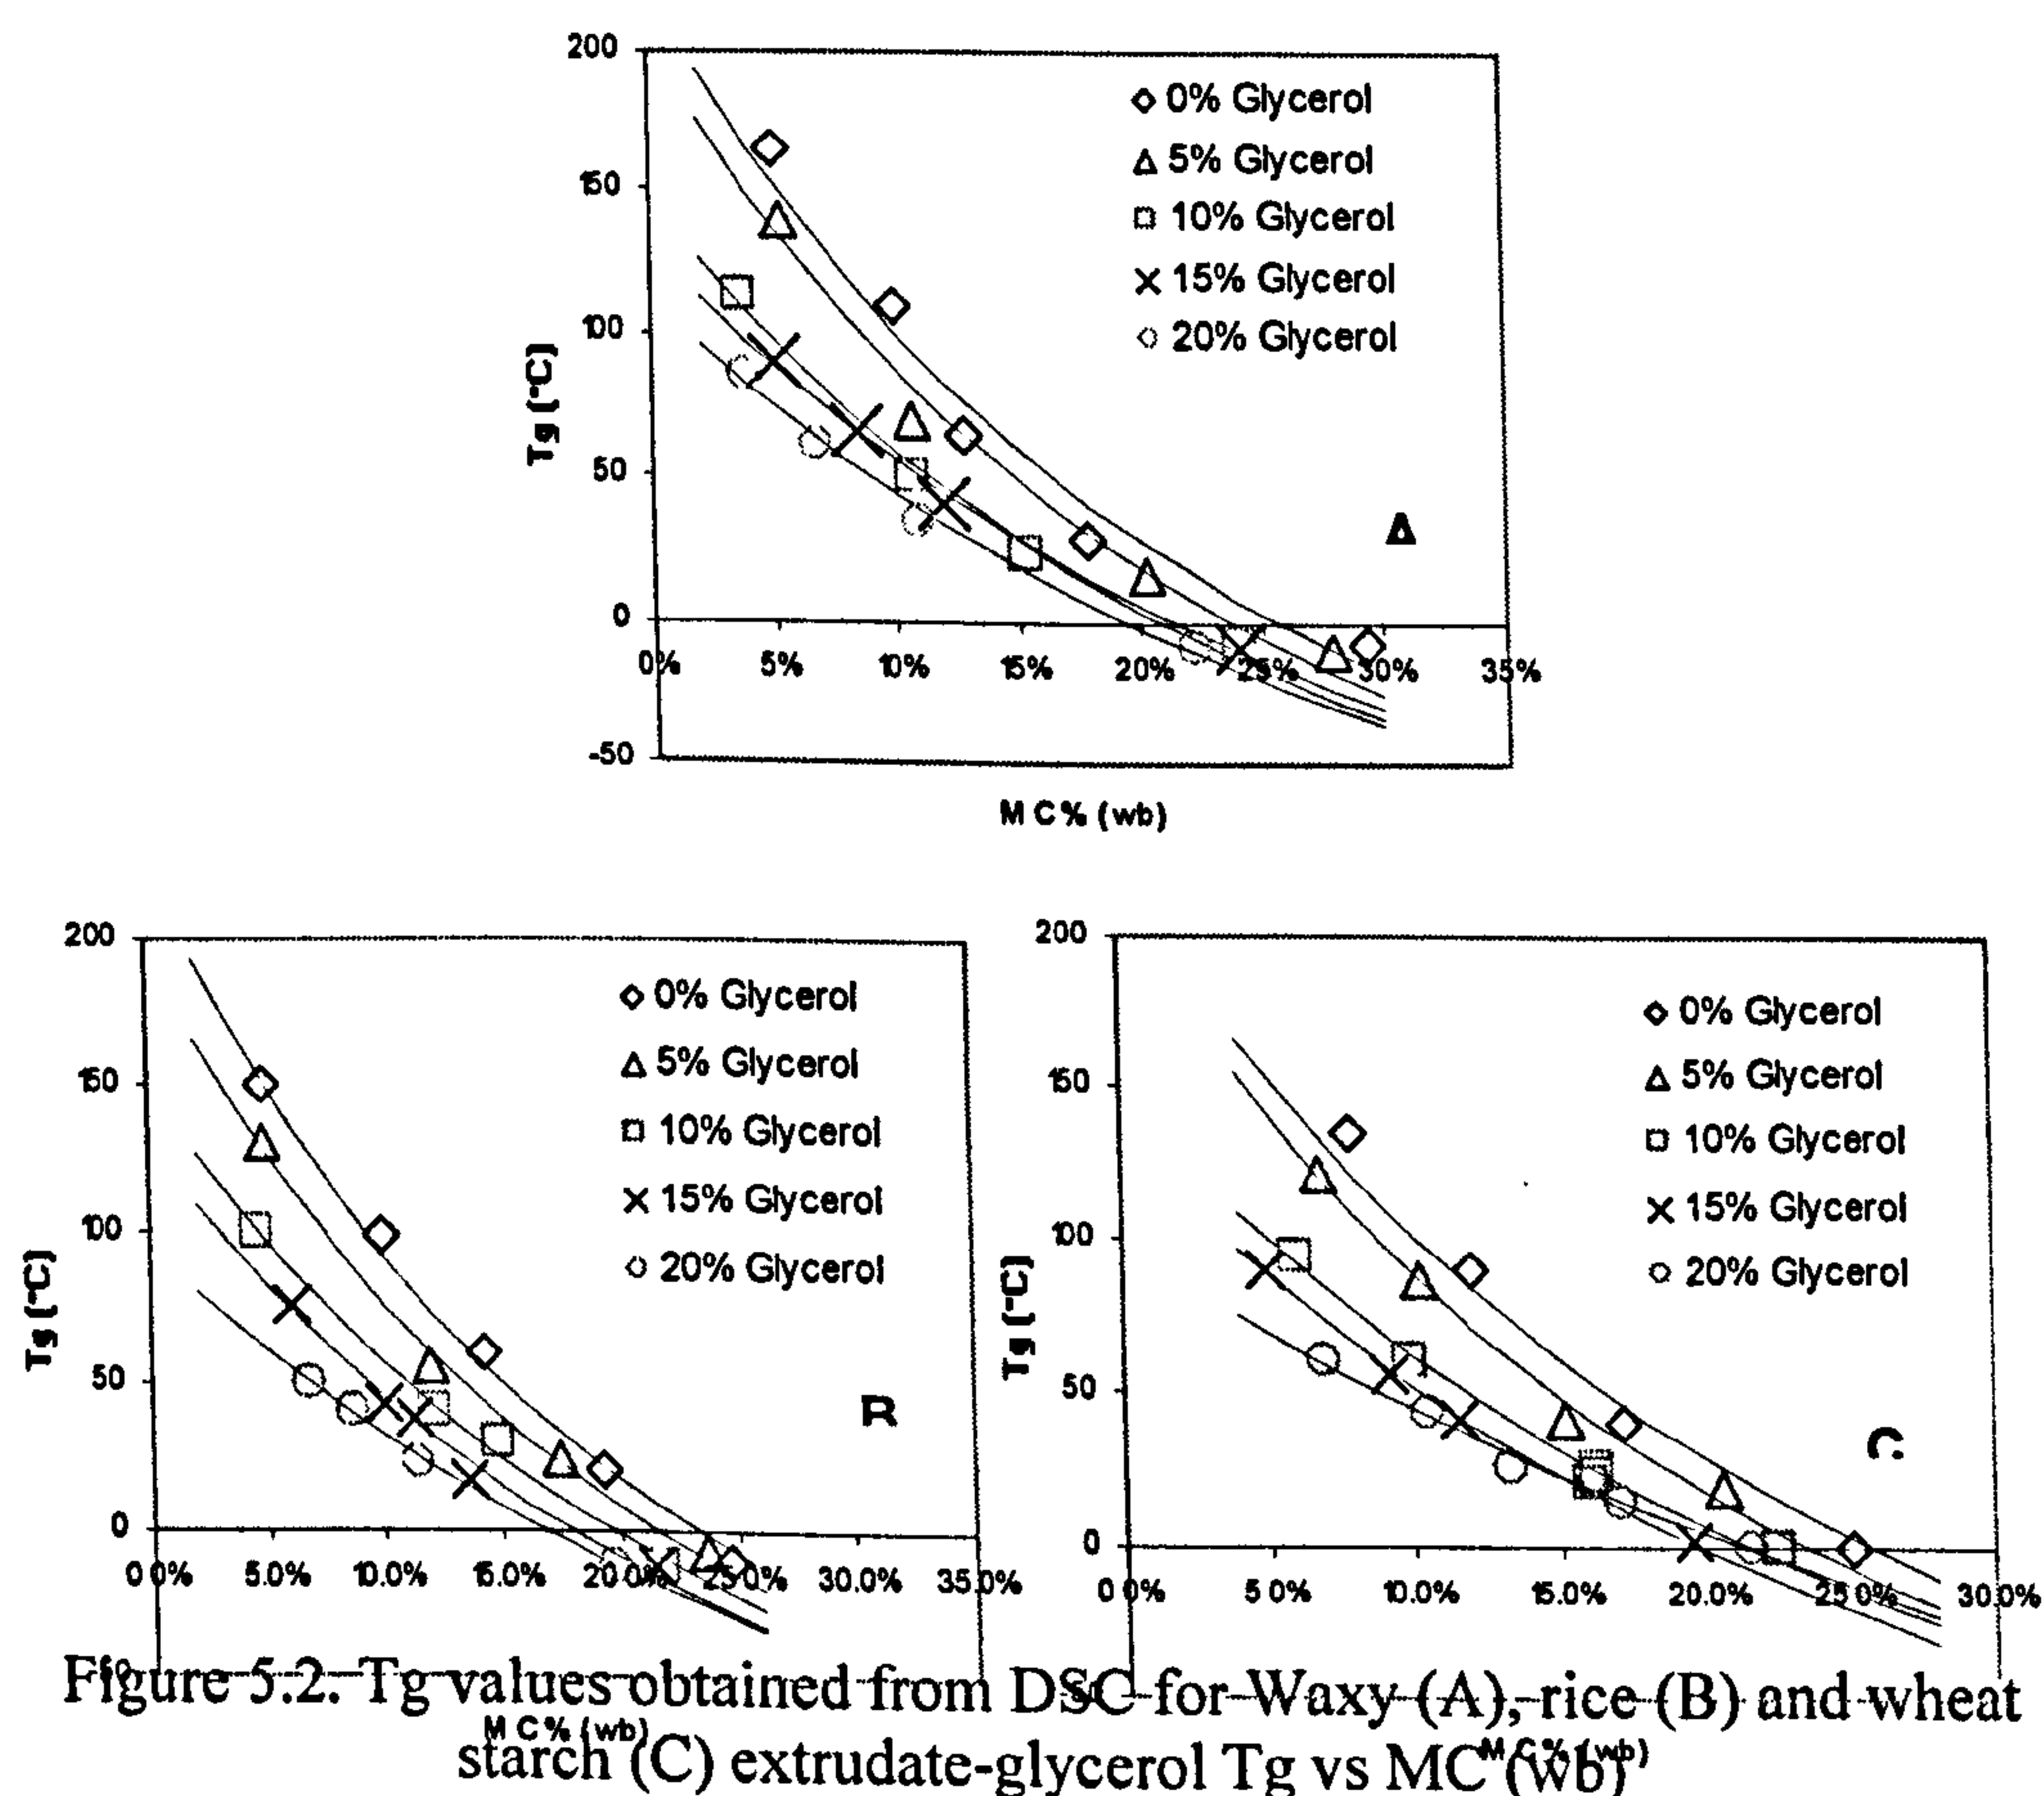 200
◇ 0% Glycerol
△ 5% Glycerol
150
□ 10% Glycerol
× 15% Glycerol
100
○ 20% Glycerol
Tg (°C)
50
A
0
0% 5% 10% 15% 20% 25% 30% 35%
-50
MC% (wb)
200
◇ 0% Glycerol
△ 5% Glycerol
150
□ 10% Glycerol
× 15% Glycerol
100
○ 20% Glycerol
Tg (°C)
50
B
0
0.0% 5.0% 10.0% 15.0% 20.0% 25.0% 30.0% 35.0%
MC% (wb)
200
◇ 0% Glycerol
△ 5% Glycerol
150
□ 10% Glycerol
× 15% Glycerol
100
○ 20% Glycerol
Tg (°C)
50
C
0
0.0% 5.0% 10.0% 15.0% 20.0% 25.0% 30.0%
MC% (wb)
Figure 5.2. Tg values obtained from DSC for Waxy (A), rice (B) and wheat
starch (C) extrudate-glycerol Tg vs MC (wb)